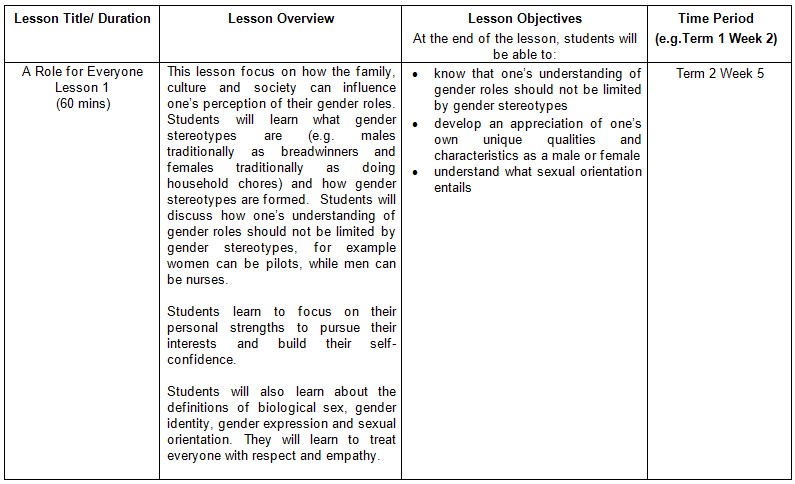 Lesson Title/ Duration
Lesson Overview
Lesson Objectives
At the end of the lesson, students will
be able to:
Time Period
(e.g.Term 1 Week 2)
A Role for Everyone
Lesson 1
(60 mins)
This lesson focus on how the family,
culture and society can influence
one's perception of their gender roles.
Students will learn what gender
stereotypes are (e.g. males
traditionally as breadwinners and
females traditionally as doing
household chores) and how gender
stereotypes are formed. Students will
discuss how one's understanding of
gender roles should not be limited by
gender stereotypes, for example
women can be pilots, while men can
be nurses.
Students learn to focus on their
personal strengths to pursue their
interests and build their self-
confidence.
Students will also learn about the
definitions of biological sex, gender
identity, gender expression and sexual
orientation. They will learn to treat
everyone with respect and empathy.
• know that one's understanding of
gender roles should not be limited
by gender stereotypes
• develop an appreciation of one's
own unique qualities and
characteristics as a male or female
• understand what sexual orientation
entails
Term 2 Week 5